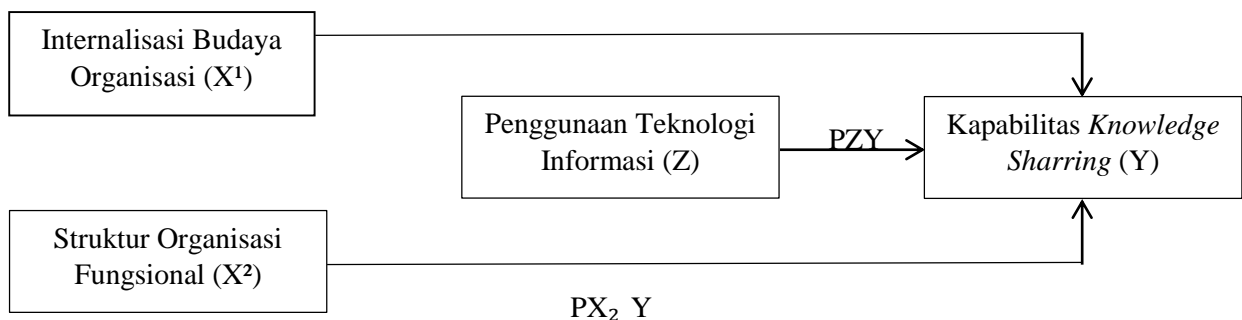 Internalisasi Budaya
Organisasi (X¹)
Penggunaan Teknologi
Informasi (Z)
PZY
Kapabilitas Knowledge
Sharring (Y)
Struktur Organisasi
Fungsional (X²)
PX₂ Y